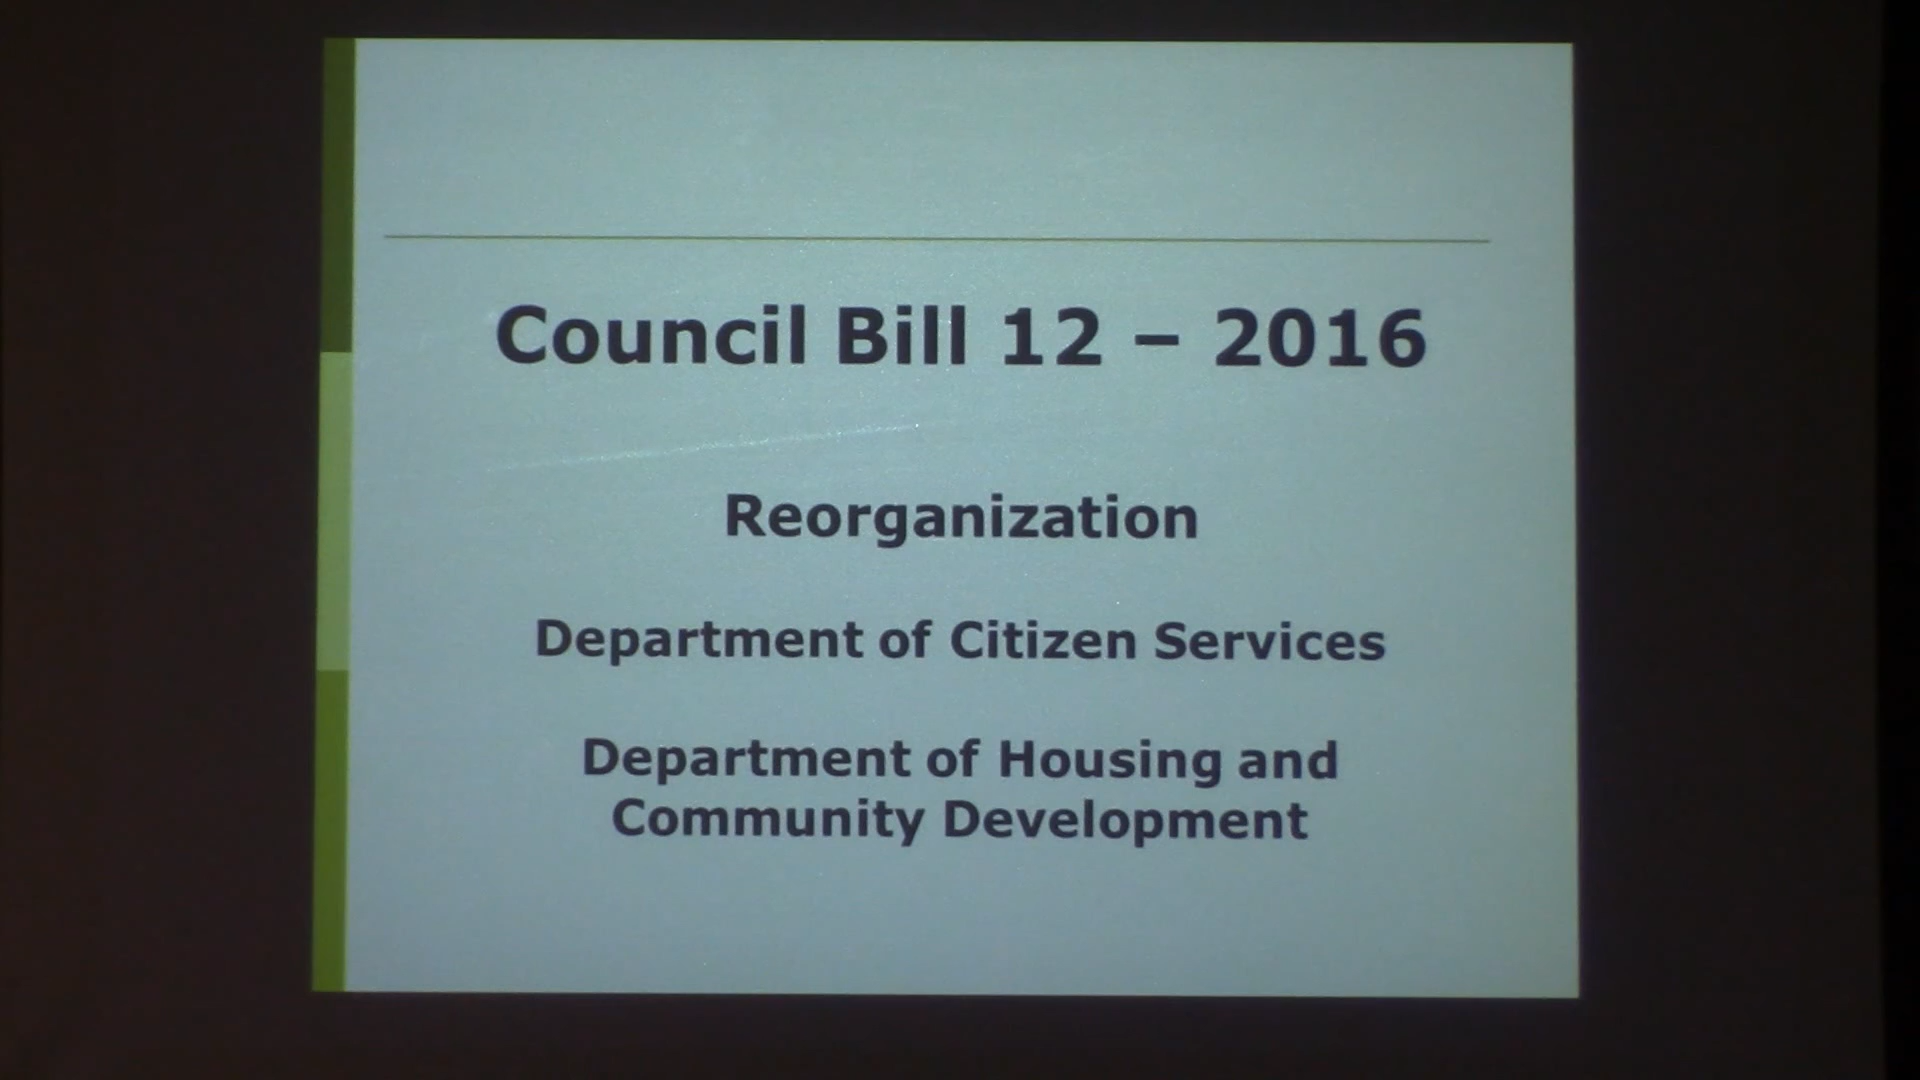 Council Bill 12 – 2016
Reorganization
Department of Citizen Services
Department of Housing and
Community Development